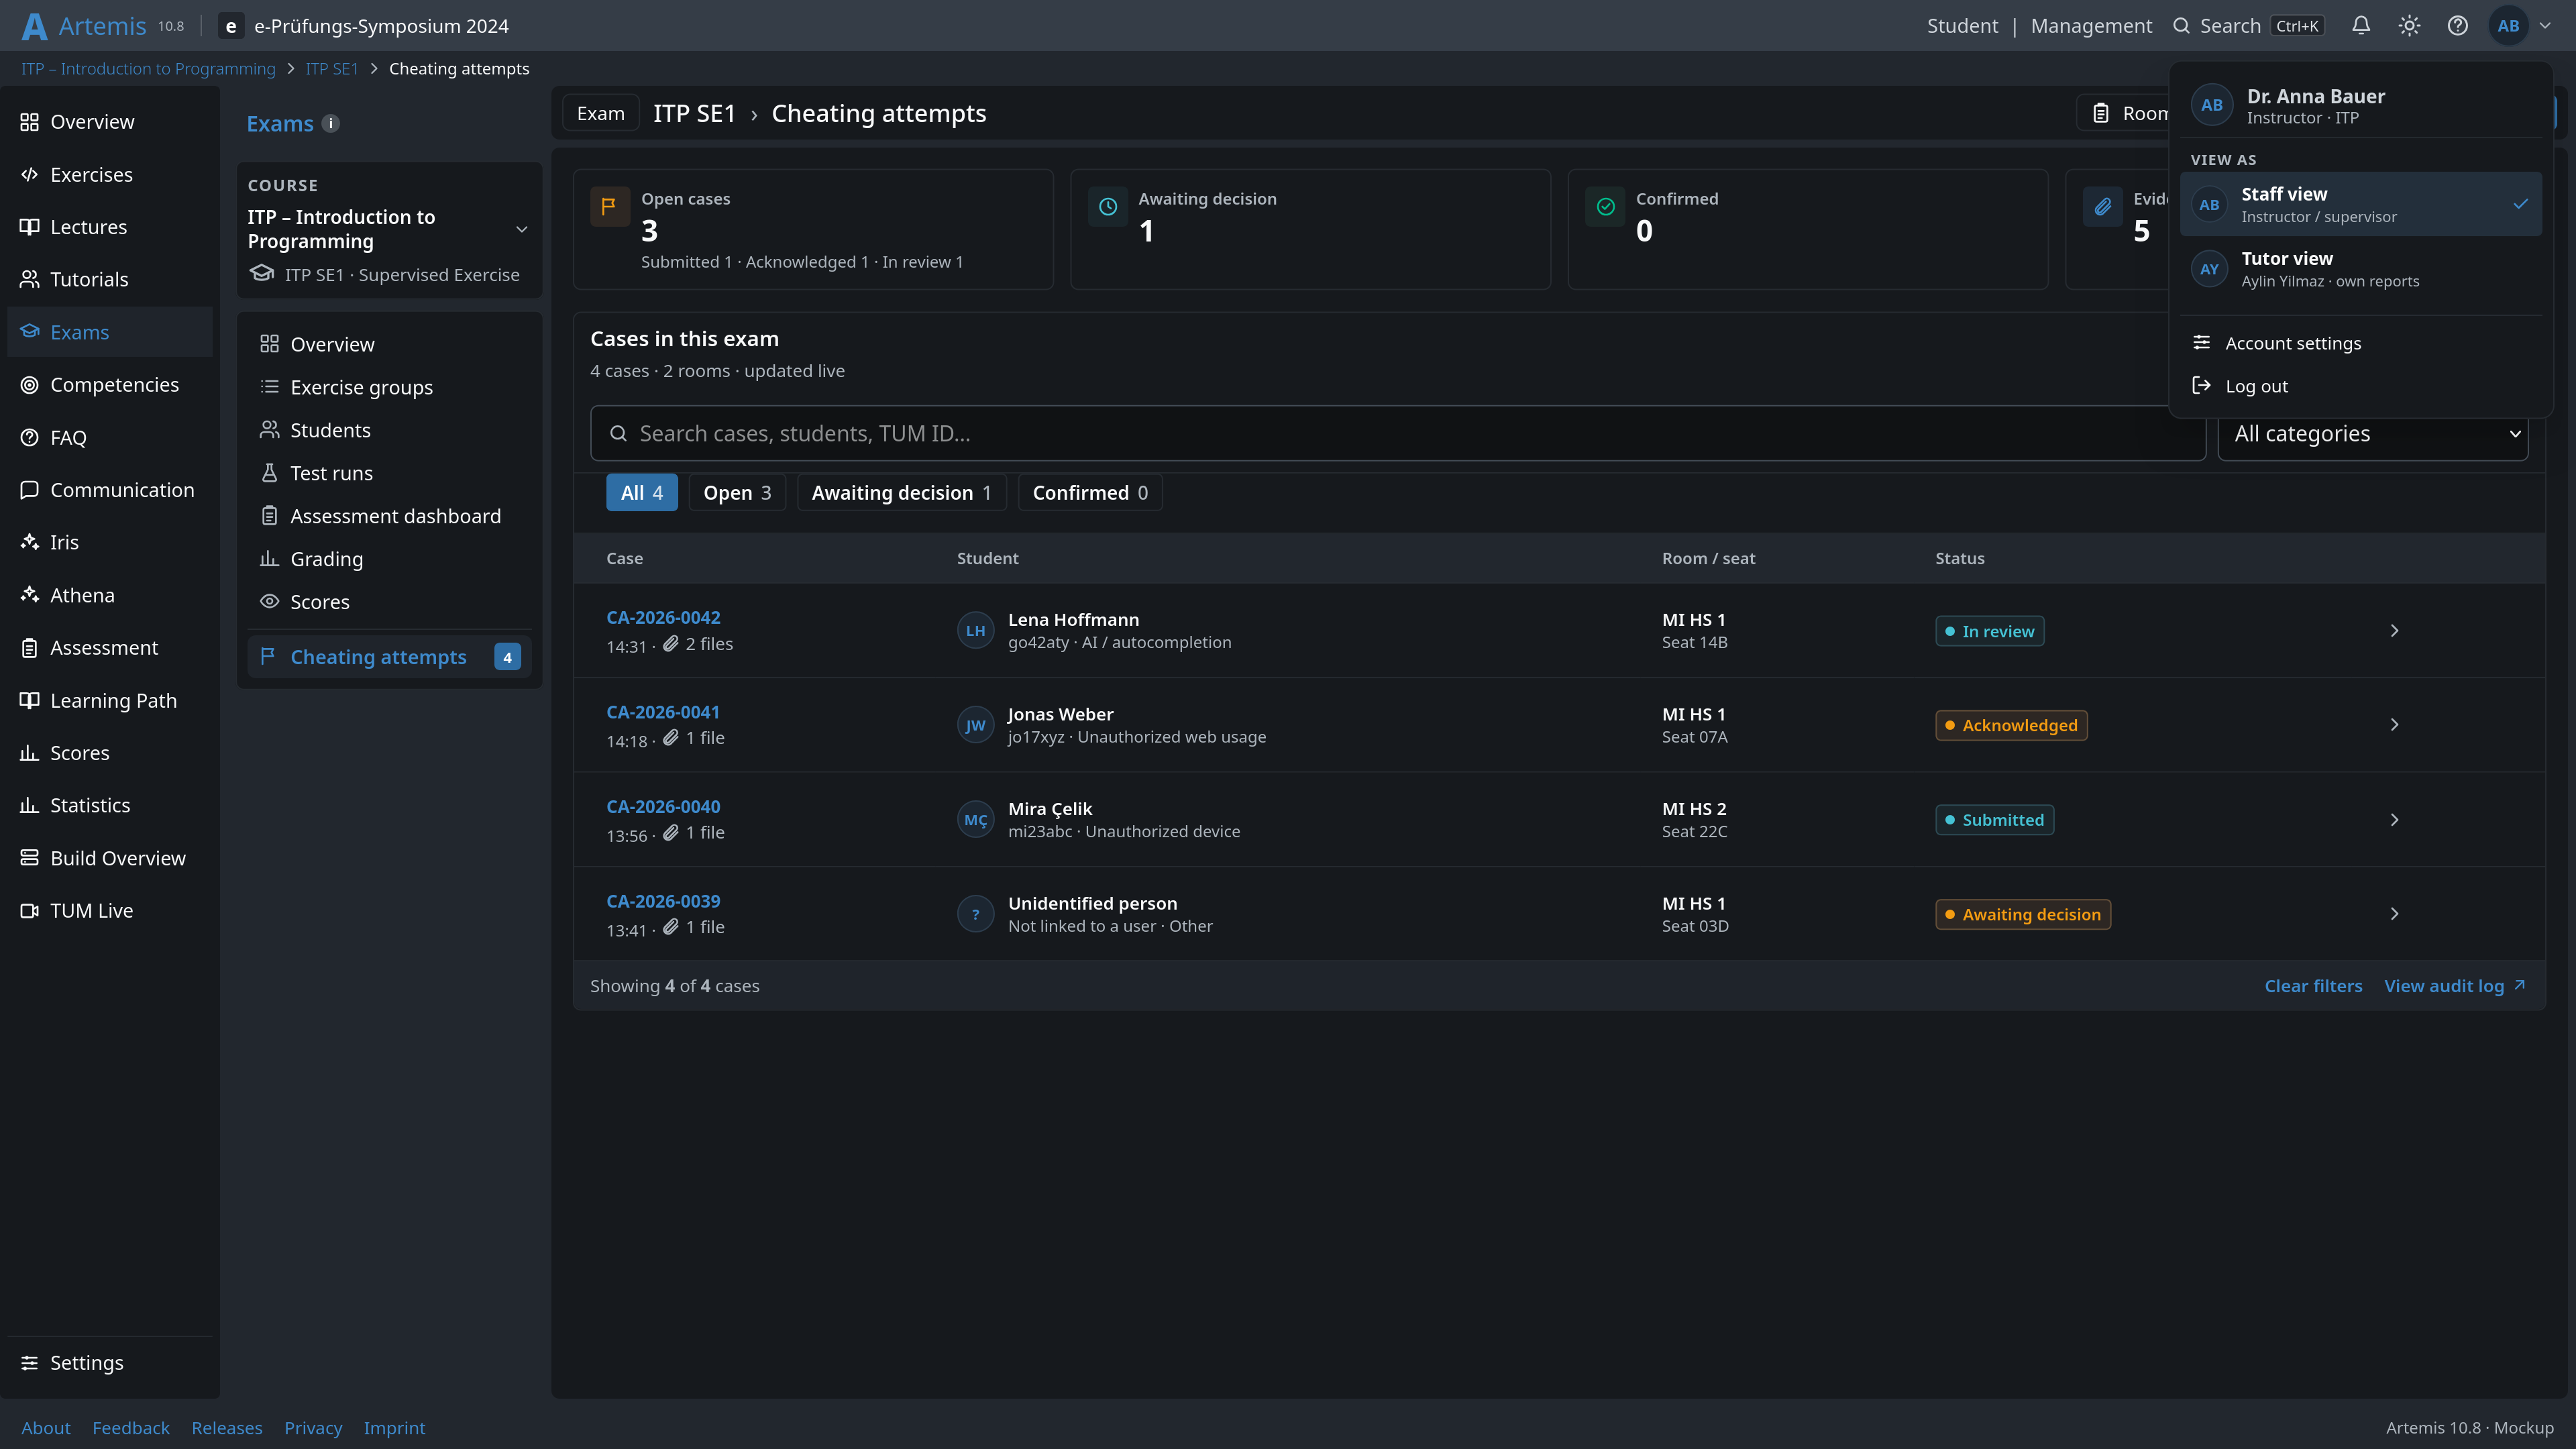 Artemis 10.8 e e-Prüfungs-Symposium 2024 Student | Management Search Ctrl+K AB
ITP – Introduction to Programming > ITP SE1 > Cheating attempts
Overview
Exercises
Lectures
Tutorials
Exams
Competencies
FAQ
Communication
Iris
Athena
Assessment
Learning Path
Scores
Statistics
Build Overview
TUM Live
Settings
Exams i
COURSE
ITP – Introduction to
Programming
ITP SE1 · Supervised Exercise
Overview
Exercise groups
Students
Test runs
Assessment dashboard
Grading
Scores
Cheating attempts 4
Exam ITP SE1 › Cheating attempts
Open cases
3
Submitted 1 · Acknowledged 1 · In review 1
Awaiting decision
1
Confirmed
0
5
AB Dr. Anna Bauer
Instructor · ITP
VIEW AS
AB Staff view
Instructor / supervisor
AY Tutor view
Aylin Yilmaz · own reports
Account settings
Log out
Cases in this exam
4 cases · 2 rooms · updated live
Search cases, students, TUM ID... All categories
All 4 Open 3 Awaiting decision 1 Confirmed 0
Case Student Room / seat Status
CA-2026-0042 LH Lena Hoffmann MI HS 1 In review
14:31 · 2 files go42aty · AI / autocompletion Seat 14B
CA-2026-0041 JW Jonas Weber MI HS 1 Acknowledged
14:18 · 1 file jo17xyz · Unauthorized web usage Seat 07A
CA-2026-0040 MÇ Mira Çelik MI HS 2 Submitted
13:56 · 1 file mi23abc · Unauthorized device Seat 22C
CA-2026-0039 ? Unidentified person MI HS 1 Awaiting decision
13:41 · 1 file Not linked to a user · Other Seat 03D
Showing 4 of 4 cases Clear filters View audit log
About Feedback Releases Privacy Imprint Artemis 10.8 · Mockup